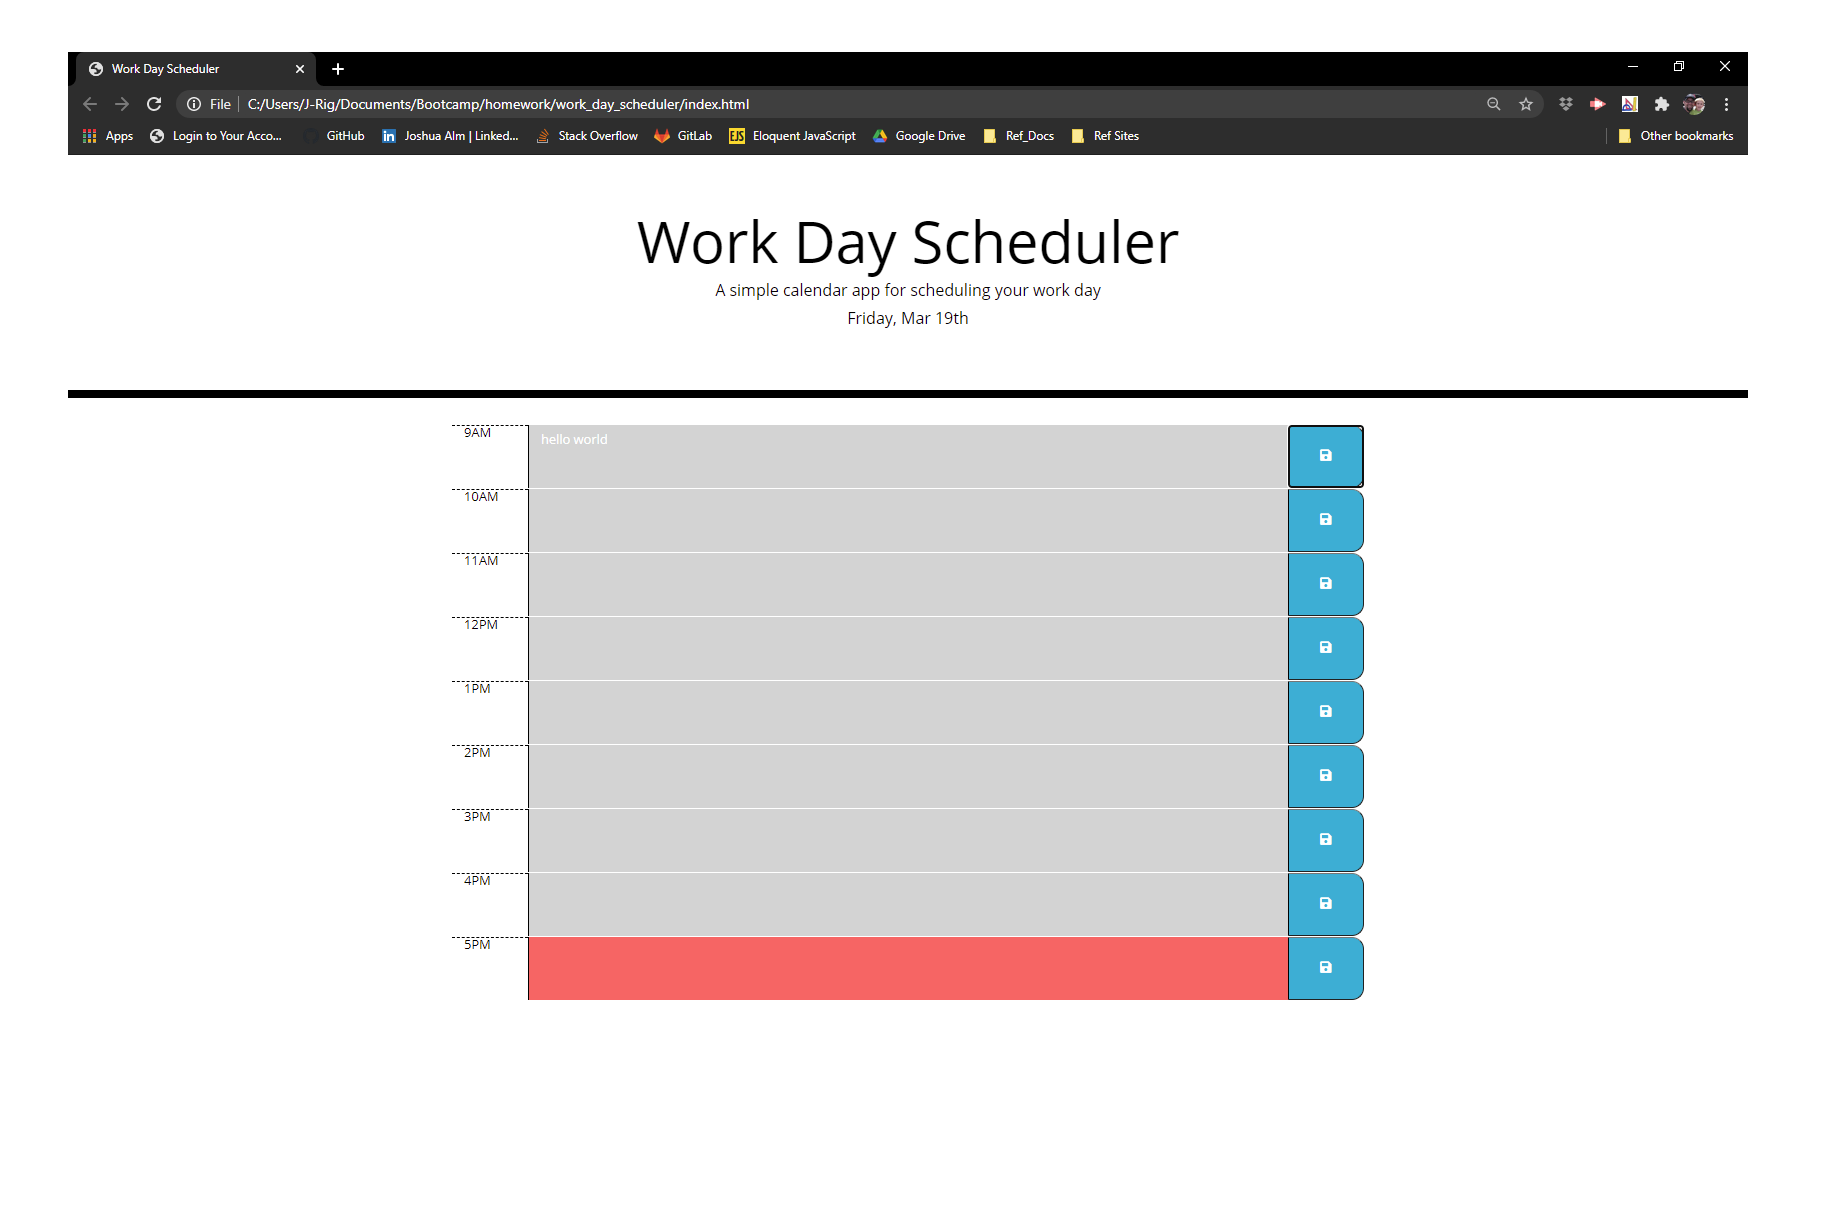 Work Day Scheduler
File C:/Users/J-Rig/Documents/Bootcamp/homework/work_day_scheduler/index.html
Apps Login to Your Acco... GitHub Joshua Alm | Linked... Stack Overflow GitLab EJS Eloquent JavaScript Google Drive Ref_Docs Ref Sites Other bookmarks
Work Day Scheduler
A simple calendar app for scheduling your work day
Friday, Mar 19th
9AM hello world
10AM
11AM
12PM
1PM
2PM
3PM
4PM
5PM